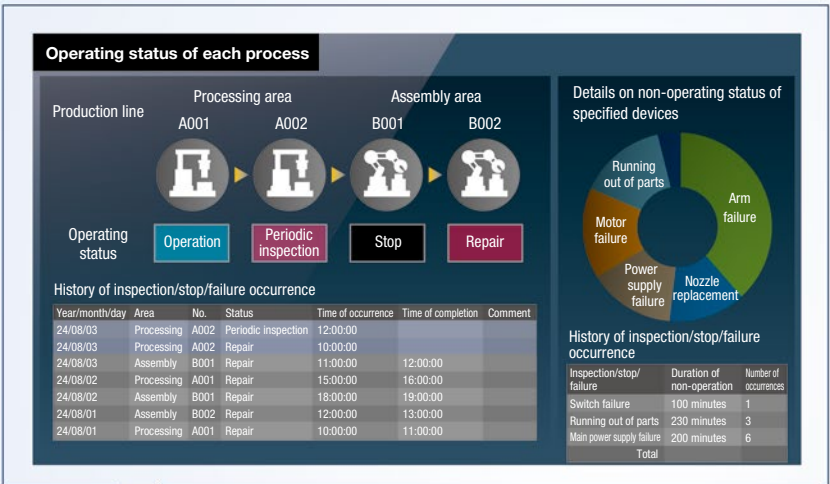 Operating status of each process
Production line
Processing area
Assembly area
A001
A002
B001
B002
Operating
status
Operation
Periodic
inspection
Stop
Repair
History of inspection/stop/failure occurrence
Year/month/day Area No. Status Time of occurrence Time of completion Comment
24/08/03 Processing A002 Periodic inspection 12:00:00
24/08/03 Processing A002 Repair 10:00:00
24/08/03 Assembly B001 Repair 11:00:00 12:00:00
24/08/02 Processing A001 Repair 15:00:00 16:00:00
24/08/02 Assembly B001 Repair 18:00:00 19:00:00
24/08/01 Assembly B002 Repair 12:00:00 13:00:00
24/08/01 Processing A001 Repair 10:00:00 11:00:00
Details on non-operating status of
specified devices
Running
out of parts
Arm
failure
Motor
failure
Power
supply
failure
Nozzle
replacement
History of inspection/stop/failure
occurrence
Inspection/stop/
failure
Duration of
non-operation
Number of
occurrences
Switch failure 100 minutes 1
Running out of parts 230 minutes 3
Main power supply failure 200 minutes 6
Total